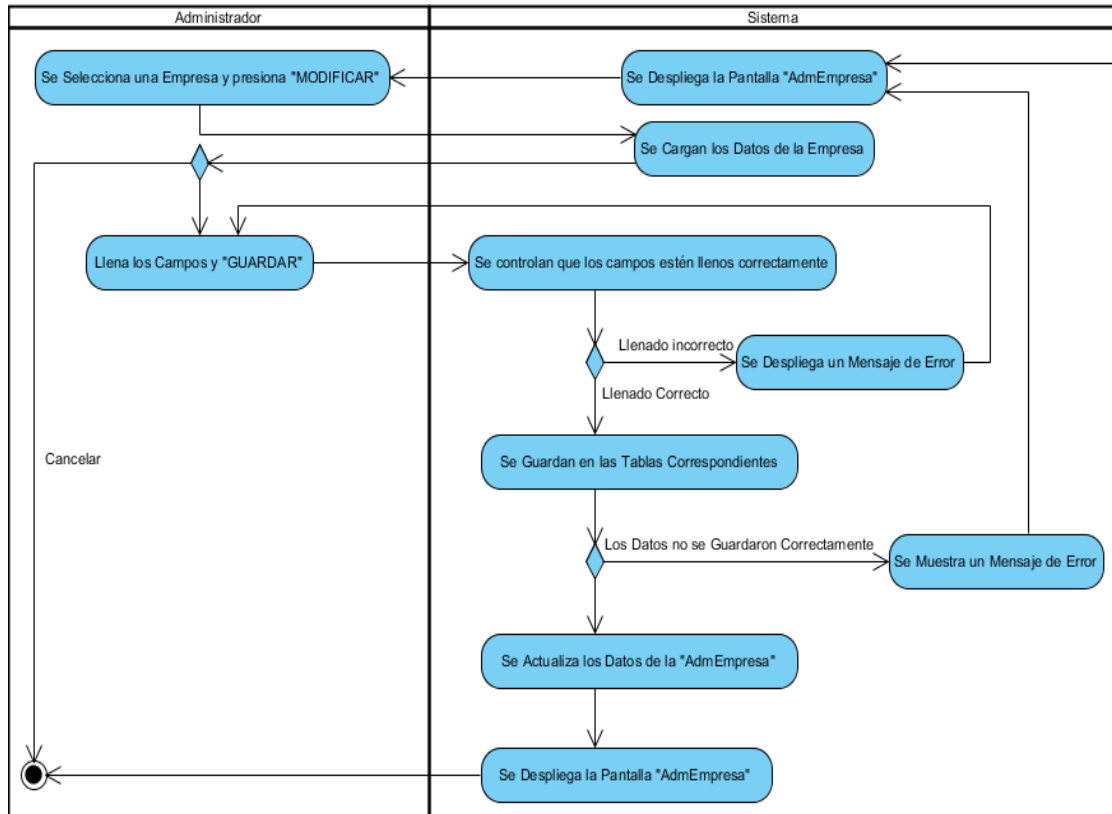 Administrador
Sistema
Se Selecciona una Empresa y presiona "MODIFICAR"
Se Despliega la Pantalla "AdmEmpresa"
Se Cargan los Datos de la Empresa
Llena los Campos y "GUARDAR"
Se controlan que los campos estén llenos correctamente
Llenado incorrecto
Se Despliega un Mensaje de Error
Llenado Correcto
Cancelar
Se Guardan en las Tablas Correspondientes
Los Datos no se Guardaron Correctamente
Se Muestra un Mensaje de Error
Se Actualiza los Datos de la "AdmEmpresa"
Se Despliega la Pantalla "AdmEmpresa"